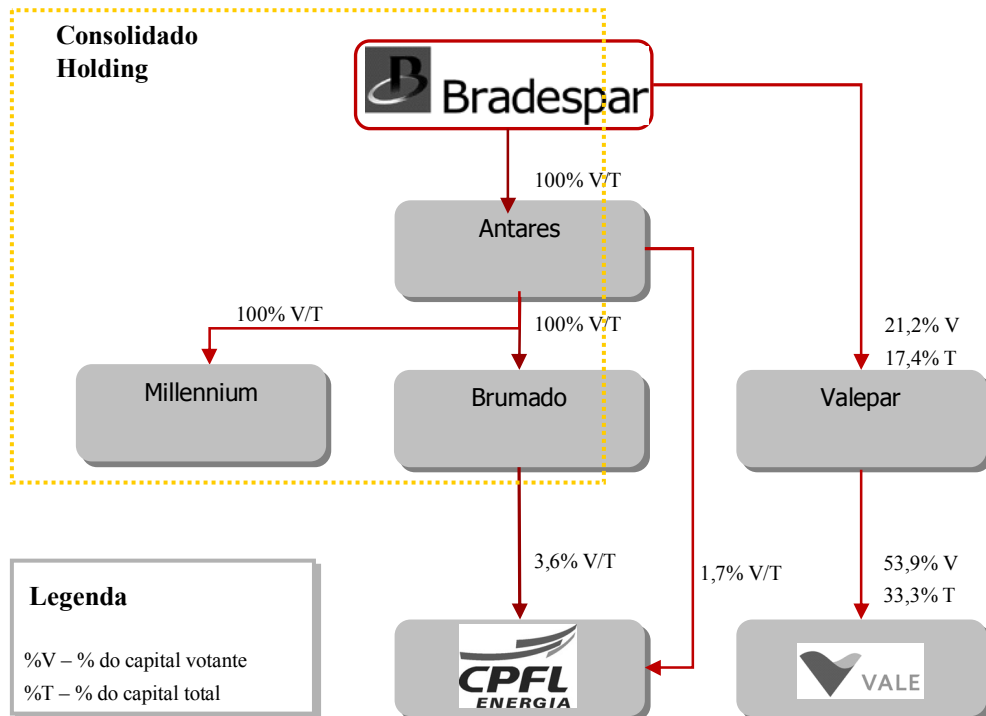 Consolidado
Holding
Bradespar
100% V/T
Antares
100% V/T
100% V/T
21,2% V
17,4% T
Millennium
Brumado
Valepar
3,6% V/T
1,7% V/T
53,9% V
33,3% T
Legenda
%V – % do capital votante
%T – % do capital total
CPFL
ENERGIA
VALE